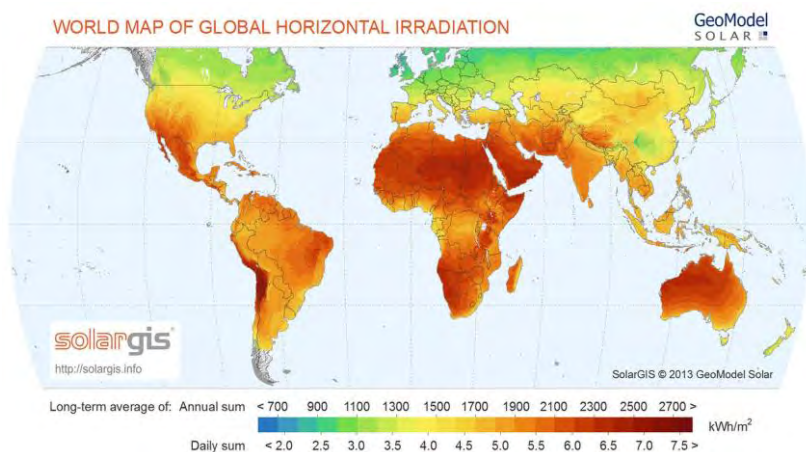 WORLD MAP OF GLOBAL HORIZONTAL IRRADIATION
GeoModel
SOLAR
solargis
http://solargis.info
SolarGIS © 2013 GeoModel Solar
Long-term average of: Annual sum < 700 900 1100 1300 1500 1700 1900 2100 2300 2500 2700 > kWh/m²
Daily sum < 2.0 2.5 3.0 3.5 4.0 4.5 5.0 5.5 6.0 6.5 7.0 7.5 >